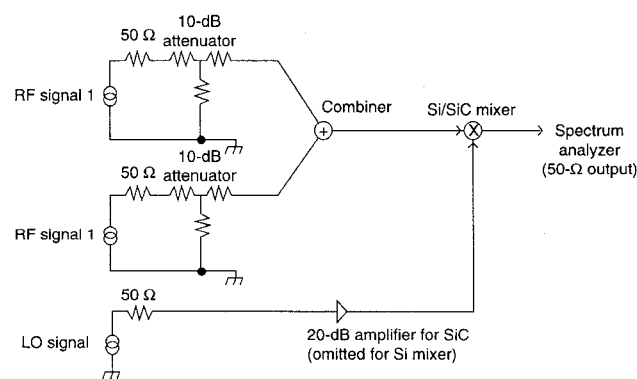 10-dB
attenuator
50 Ω
RF signal 1
Combiner
Si/SiC mixer
+
X
Spectrum
analyzer
(50-Ω output)
10-dB
attenuator
50 Ω
RF signal 1
50 Ω
LO signal
20-dB amplifier for SiC
(omitted for Si mixer)